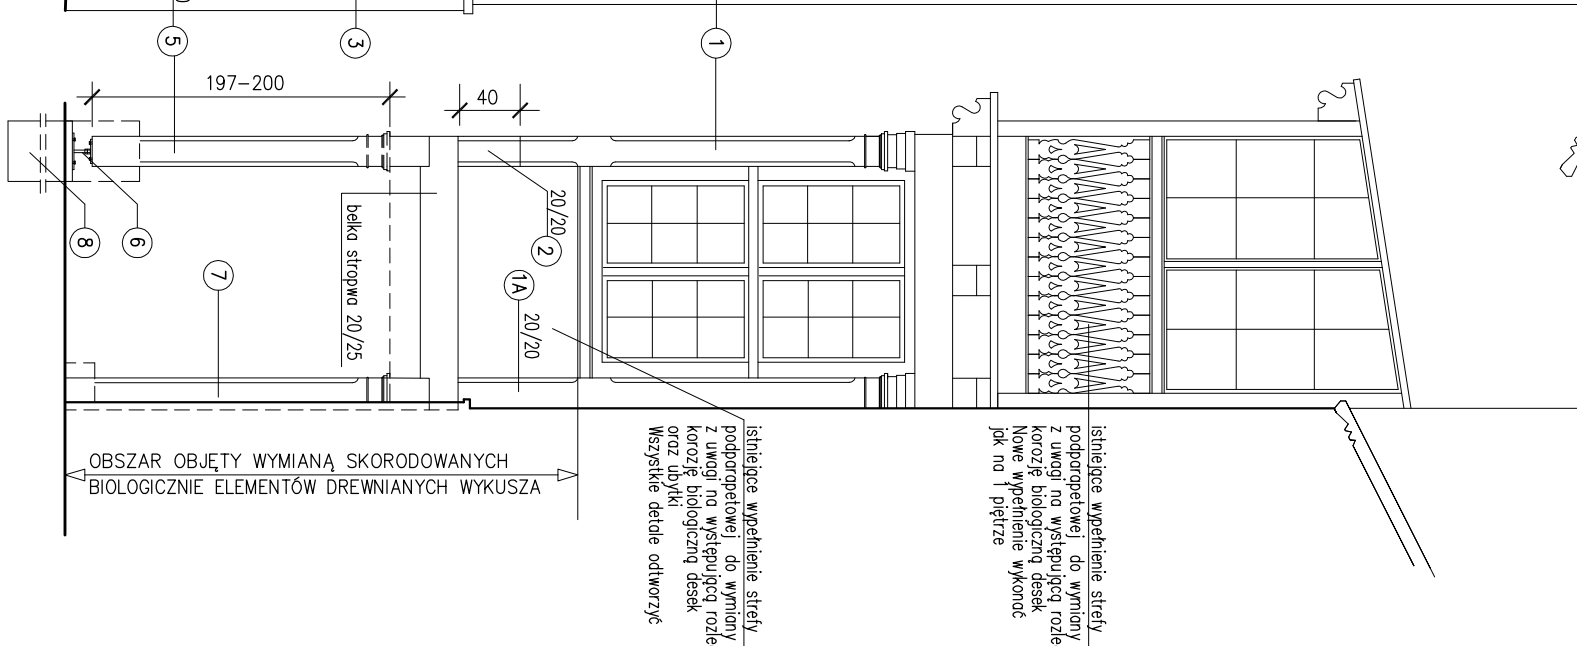 5
3
1
197-200
40
8
6
7
belka stropwa 20/25
20/20
2
1A
20/20
OBSZAR OBJĘTY WYMIANĄ SKORODOWANYCH
BIOLOGICZNIE ELEMENTÓW DREWNIANYCH WYKUSZA
istniejące wypełnienie strefy
podparapetowej do wymiany
z uwagi na występującą rozle
korozję biologiczną desek
oraz ubytki
Wszystkie detale odtworzyć
istniejące wypełnienie strefy
podparapetowej do wymiany
z uwagi na występującą rozle
korozję biologiczną desek
Nowe wypełnienie wykonać
jak na 1 piętrze